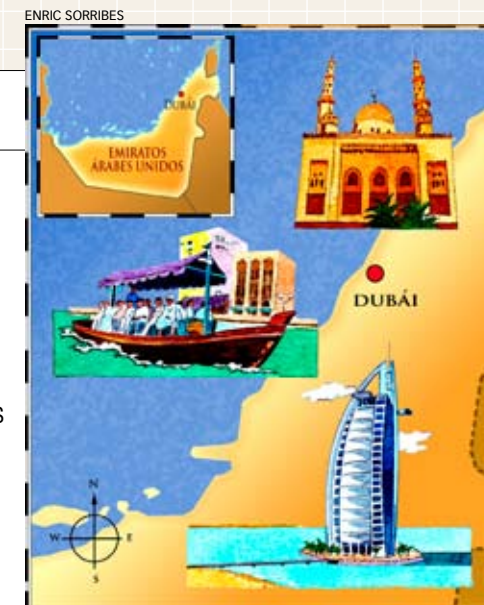 ENRIC SORRIBES
DUBÁI
EMIRATOS
ÁRABES UNIDOS
DUBÁI
S
N
W
E
S